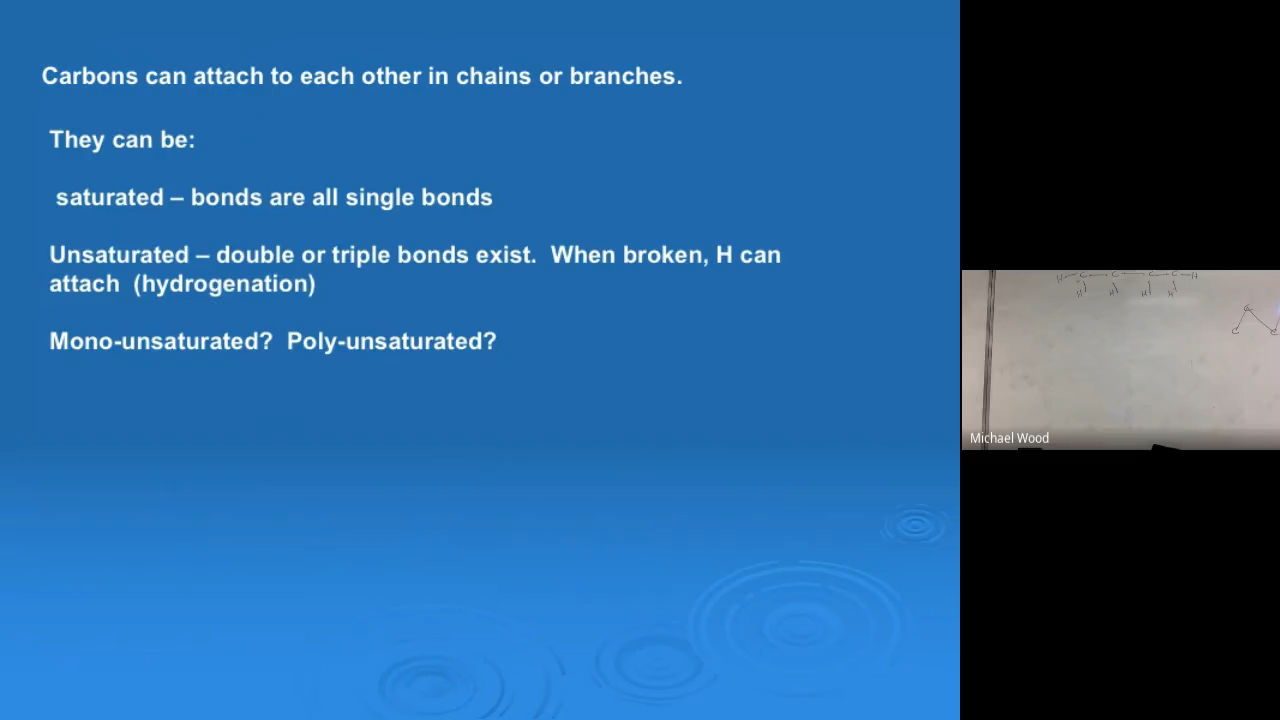 Carbons can attach to each other in chains or branches.
They can be:
saturated – bonds are all single bonds
Unsaturated – double or triple bonds exist.  When broken, H can
attach  (hydrogenation)
Mono-unsaturated?  Poly-unsaturated?
H–C–C–C–C–H
H H H H
C
C C
Michael Wood